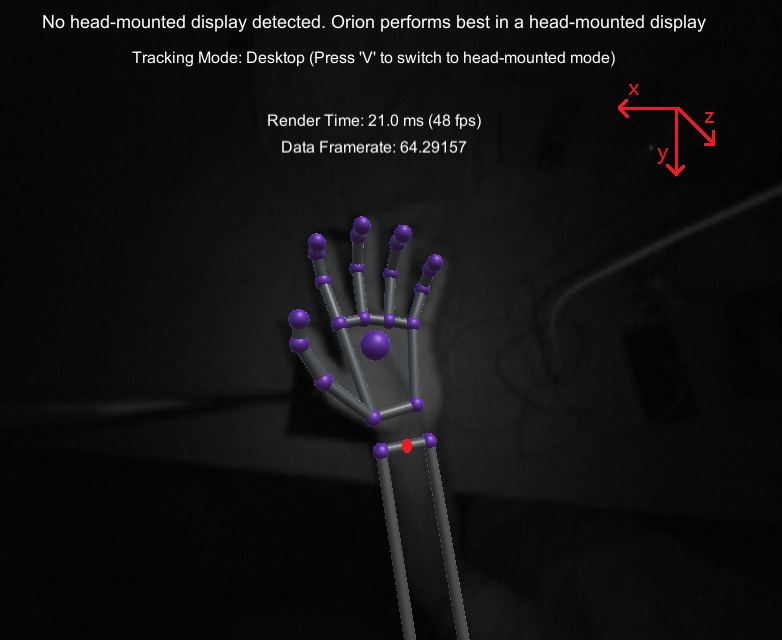 No head-mounted display detected. Orion performs best in a head-mounted display
Tracking Mode: Desktop (Press 'V' to switch to head-mounted mode)
Render Time: 21.0 ms (48 fps)
Data Framerate: 64.29157
x
z
y